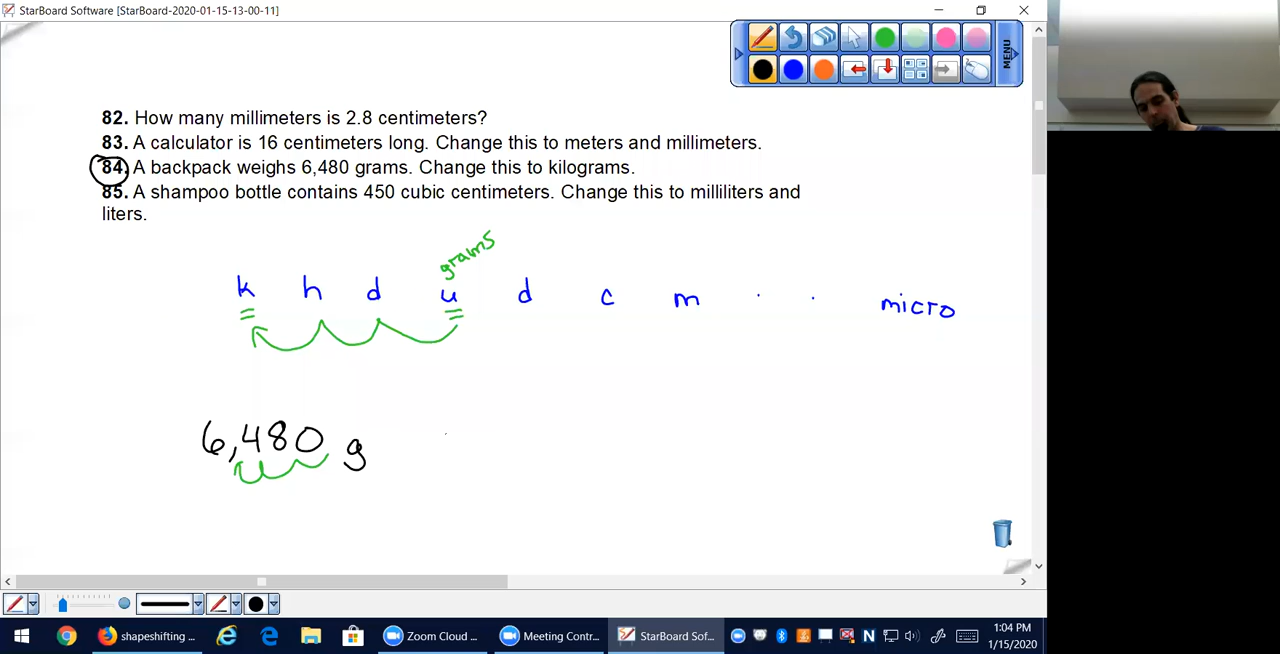 StarBoard Software [StarBoard-2020-01-15-13-00-11]
MENU
82. How many millimeters is 2.8 centimeters?
83. A calculator is 16 centimeters long. Change this to meters and millimeters.
84. A backpack weighs 6,480 grams. Change this to kilograms.
85. A shampoo bottle contains 450 cubic centimeters. Change this to milliliters and
liters.
grams
k h d u d c m . . micro
6,480 g
shapeshifting ... Zoom Cloud ... Meeting Contr... StarBoard Sof... N 1:04 PM
1/15/2020